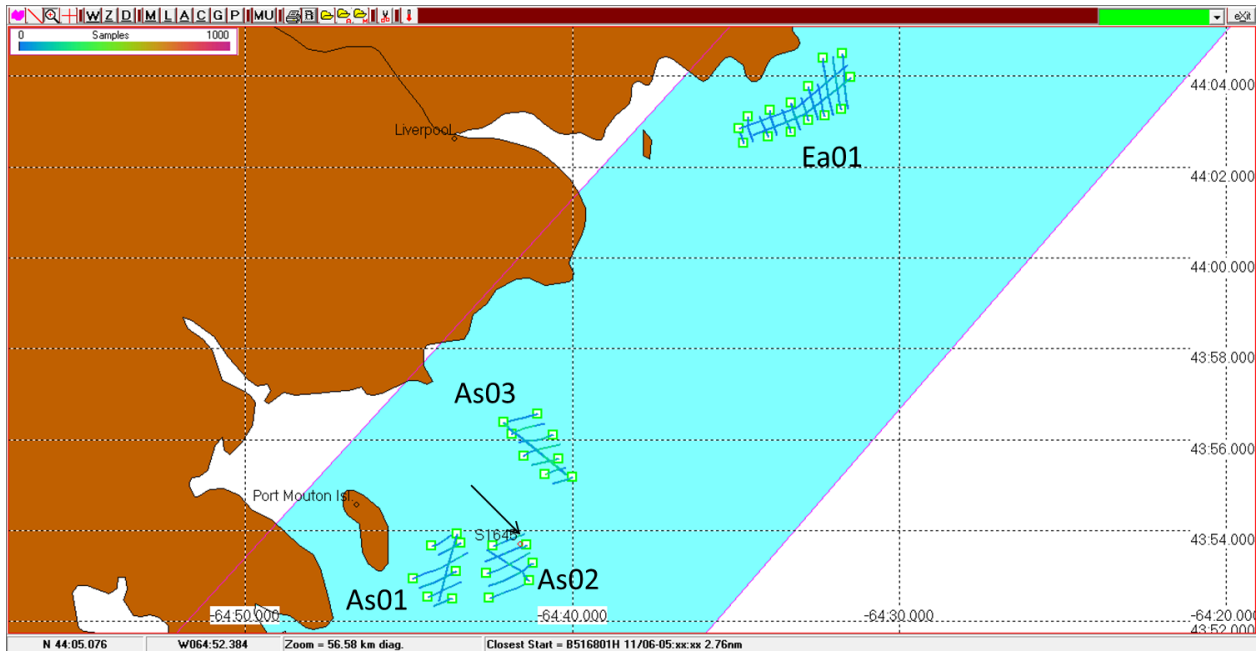 W Z D M L A C G P MU eXit
0 Samples 1000
44:04.000
Liverpool
Ea01
44:02.000
44:00.000
43:58.000
As03
43:56.000
Port Mouton Isl.
S1645
43:54.000
As02
As01
-64:50.000 -64:40.000 -64:30.000 -64:20.000
43:52.000
N 44:05.076 W064:52.384 Zoom = 56.58 km diag. Closest Start = B516801H 11/06-05:xx:xx 2.76nm